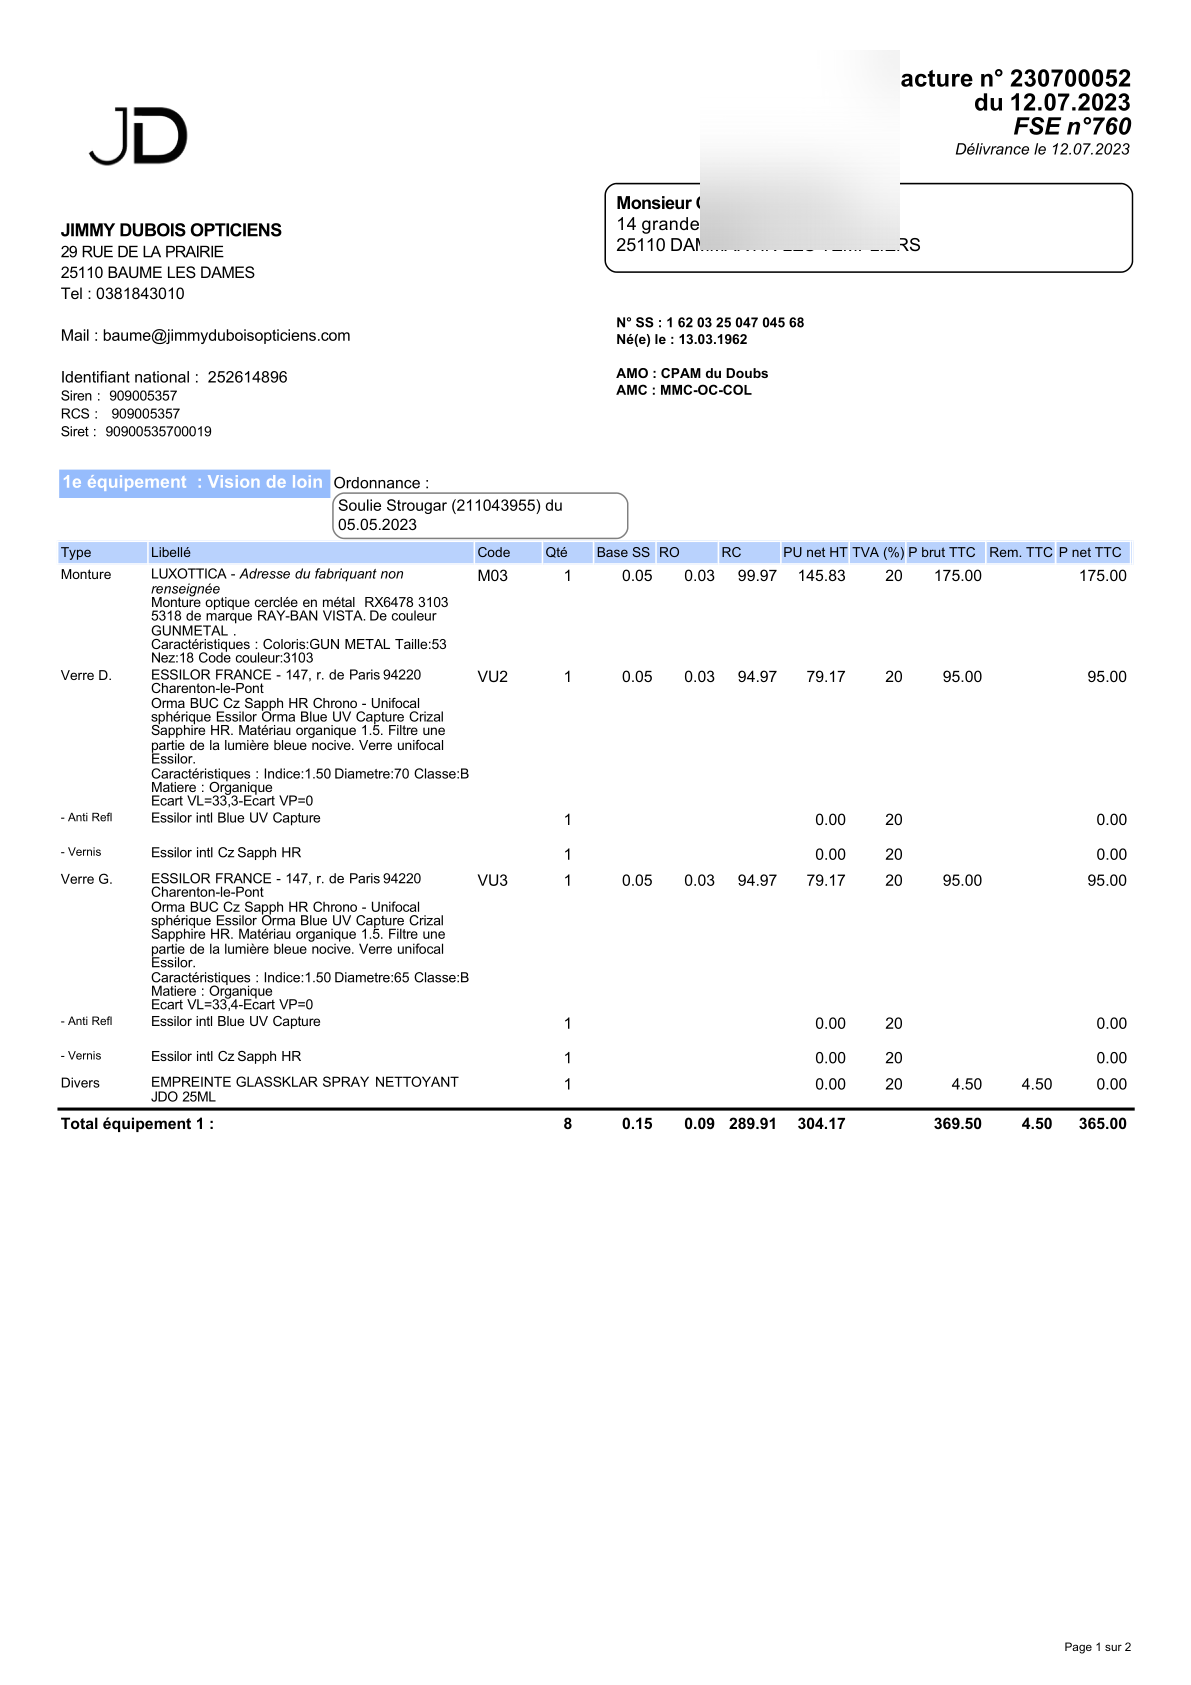 acture n° 230700052
du 12.07.2023
FSE n°760
Délivrance le 12.07.2023
JD
JIMMY DUBOIS OPTICIENS
29 RUE DE LA PRAIRIE
25110 BAUME LES DAMES
Tel : 0381843010
Mail : baume@jimmyduboisopticiens.com
Identifiant national : 252614896
Siren : 909005357
RCS : 909005357
Siret : 90900535700019
Monsieur
14 grande
25110
N° SS : 1 62 03 25 047 045 68
Né(e) le : 13.03.1962
AMO : CPAM du Doubs
AMC : MMC-OC-COL
1e équipement : Vision de loin Ordonnance :
Soulie Strougar (211043955) du
05.05.2023
Type Libellé Code Qté Base SS RO RC PU net HT TVA (%) P brut TTC Rem. TTC P net TTC
Monture LUXOTTICA - Adresse du fabriquant non M03 1 0.05 0.03 99.97 145.83 20 175.00 175.00
renseignée
Monture optique cerclée en métal RX6478 3103
5318 de marque RAY-BAN VISTA. De couleur
GUNMETAL .
Caractéristiques : Coloris:GUN METAL Taille:53
Nez:18 Code couleur:3103
Verre D. ESSILOR FRANCE - 147, r. de Paris 94220 VU2 1 0.05 0.03 94.97 79.17 20 95.00 95.00
Charenton-le-Pont
Orma BUC Cz Sapph HR Chrono - Unifocal
sphérique Essilor Orma Blue UV Capture Crizal
Sapphire HR. Matériau organique 1.5. Filtre une
partie de la lumière bleue nocive. Verre unifocal
Essilor.
Caractéristiques : Indice:1.50 Diametre:70 Classe:B
Matiere : Organique
Ecart VL=33,3-Ecart VP=0
- Anti Refl Essilor intl Blue UV Capture 1 0.00 20 0.00
- Vernis Essilor intl Cz Sapph HR 1 0.00 20 0.00
Verre G. ESSILOR FRANCE - 147, r. de Paris 94220 VU3 1 0.05 0.03 94.97 79.17 20 95.00 95.00
Charenton-le-Pont
Orma BUC Cz Sapph HR Chrono - Unifocal
sphérique Essilor Orma Blue UV Capture Crizal
Sapphire HR. Matériau organique 1.5. Filtre une
partie de la lumière bleue nocive. Verre unifocal
Essilor.
Caractéristiques : Indice:1.50 Diametre:65 Classe:B
Matiere : Organique
Ecart VL=33,4-Ecart VP=0
- Anti Refl Essilor intl Blue UV Capture 1 0.00 20 0.00
- Vernis Essilor intl Cz Sapph HR 1 0.00 20 0.00
Divers EMPREINTE GLASSKLAR SPRAY NETTOYANT 1 0.00 20 4.50 4.50 0.00
JDO 25ML
Total équipement 1 : 8 0.15 0.09 289.91 304.17 369.50 4.50 365.00
Page 1 sur 2